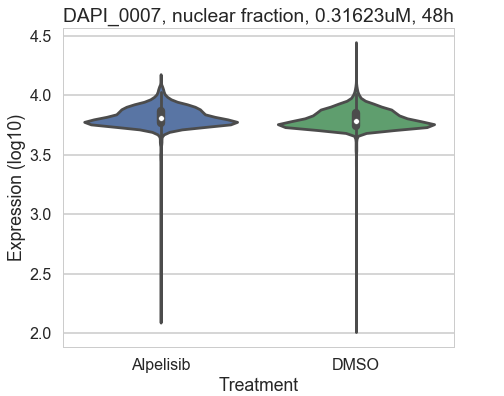 DAPI_0007, nuclear fraction, 0.31623uM, 48h
4.5
4.0
3.5
3.0
2.5
2.0
Expression (log10)
Alpelisib
DMSO
Treatment